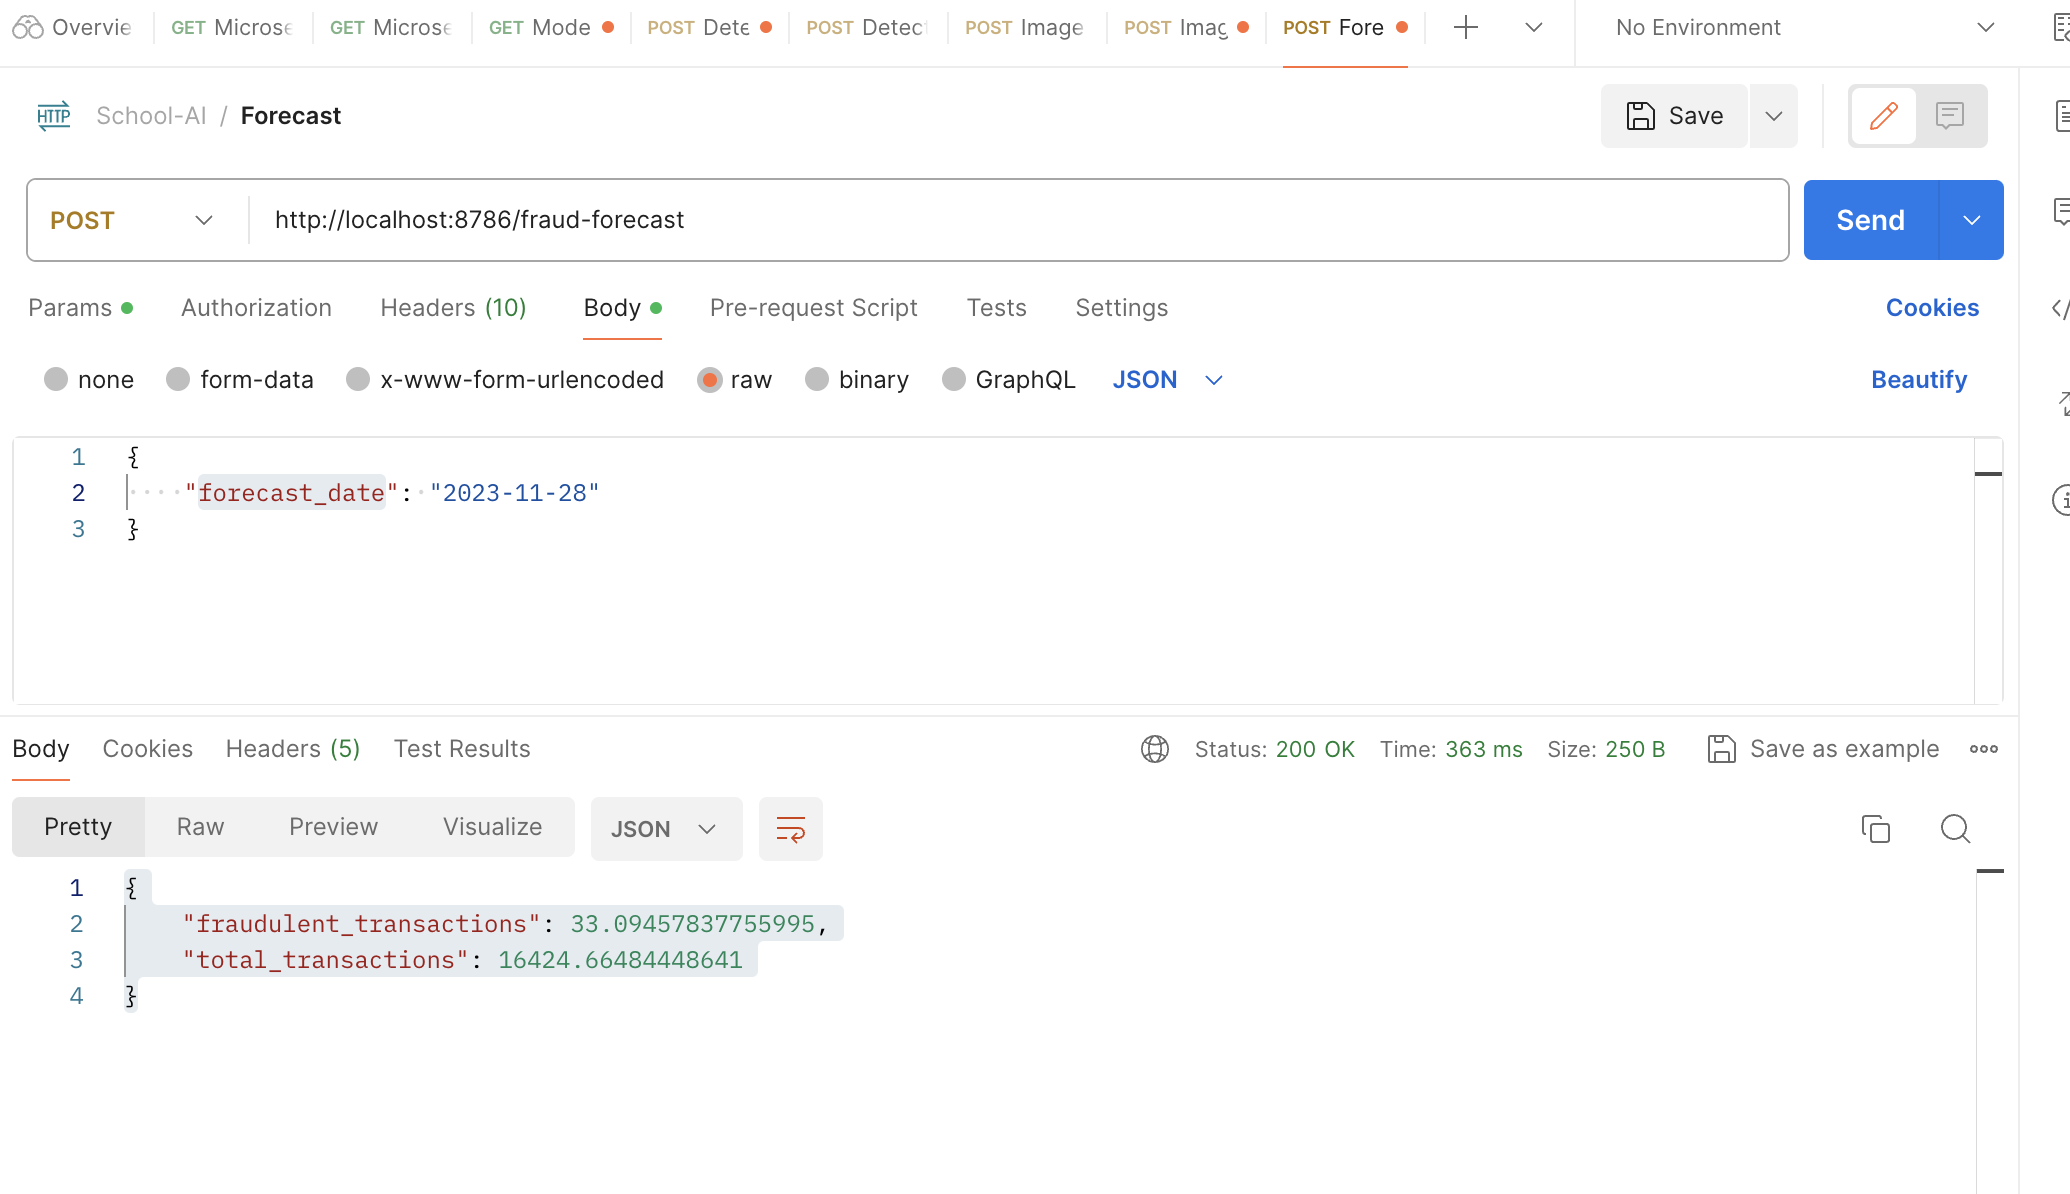 Overvie GET Microse GET Microse GET Mode POST Dete POST Detec POST Image POST Imag POST Fore No Environment
HTTP School-AI / Forecast Save
POST http://localhost:8786/fraud-forecast Send
Params Authorization Headers (10) Body Pre-request Script Tests Settings Cookies
none form-data x-www-form-urlencoded raw binary GraphQL JSON Beautify
1 {
2 "forecast_date": "2023-11-28"
3 }
Body Cookies Headers (5) Test Results Status: 200 OK Time: 363 ms Size: 250 B Save as example
Pretty Raw Preview Visualize JSON
1 {
2 "fraudulent_transactions": 33.09457837755995,
3 "total_transactions": 16424.66484448641
4 }